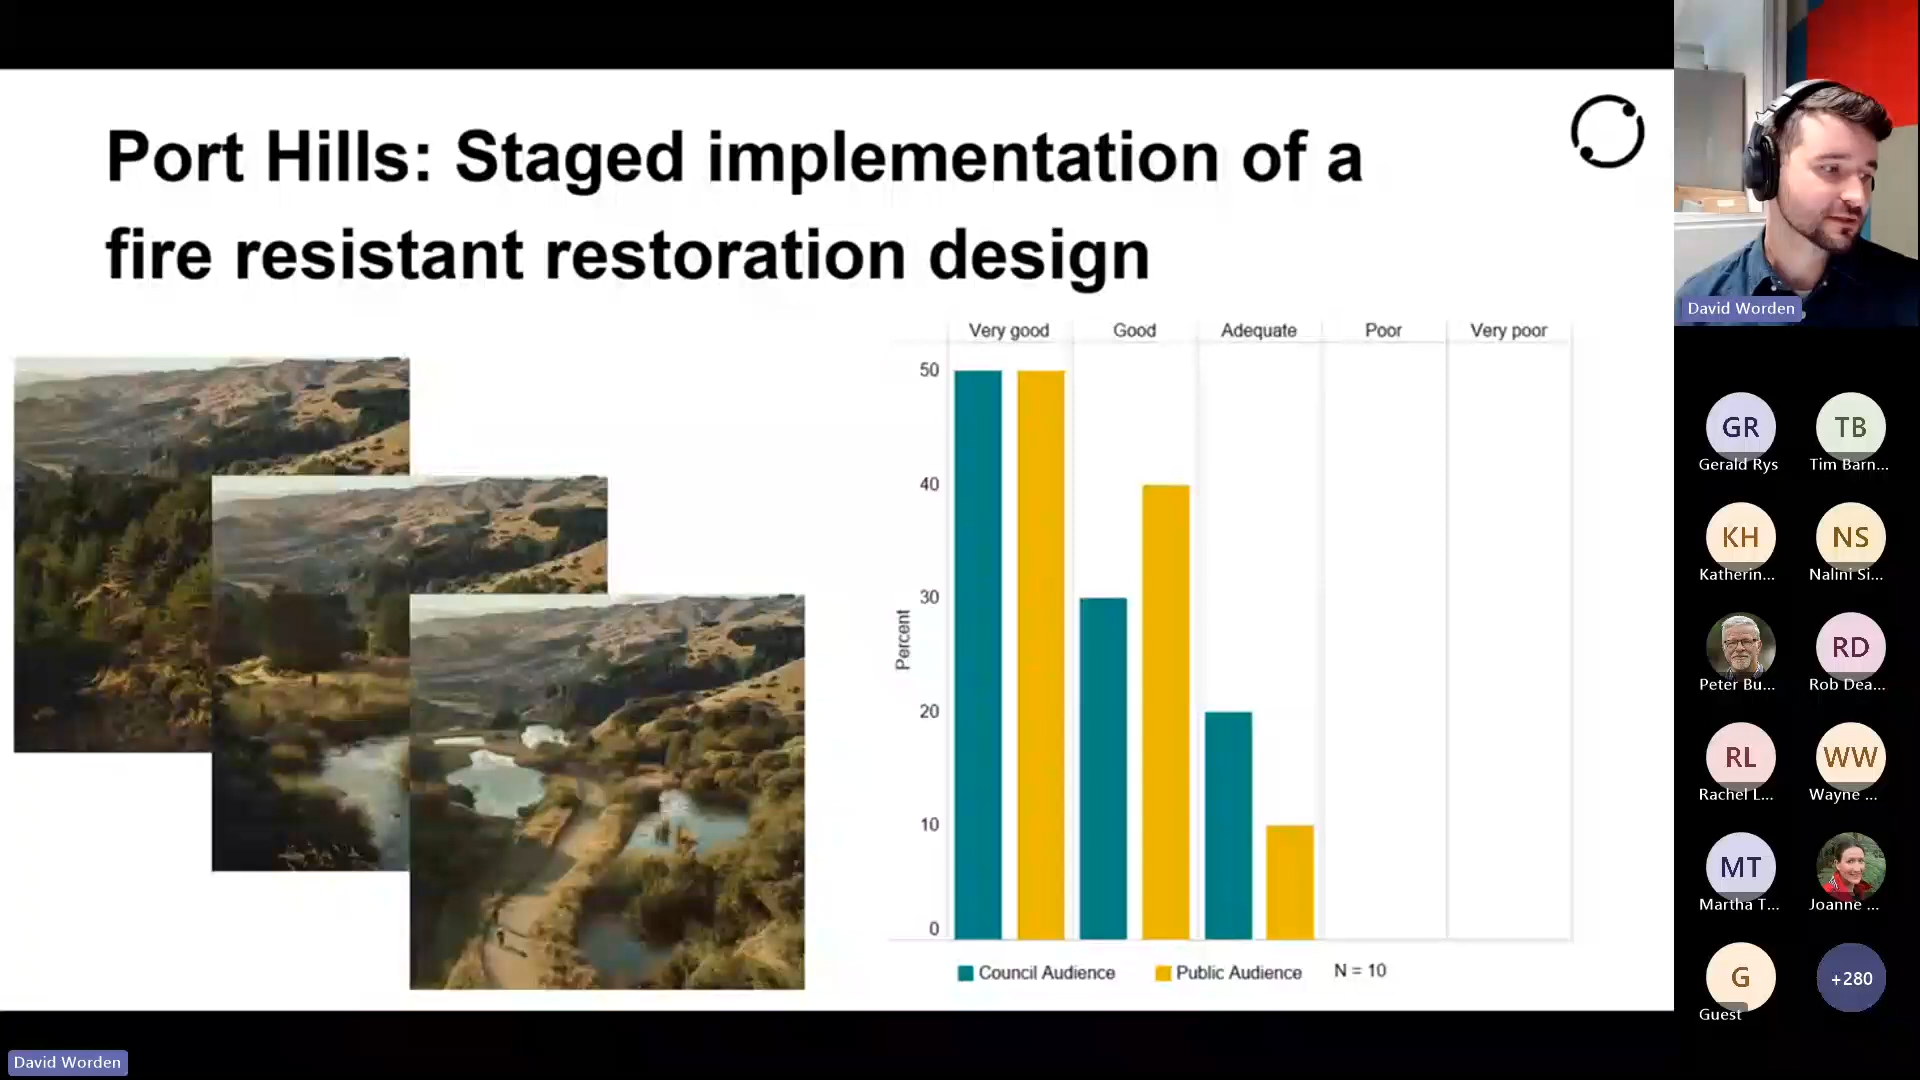 Port Hills: Staged implementation of a
fire resistant restoration design
Very good Good Adequate Poor Very poor
50
40
30
20
10
0
Percent
Council Audience Public Audience N = 10
David Worden
GR TB
Gerald Rys Tim Barn...
KH NS
Katherin... Nalini Si...
RD
Peter Bu... Rob Dea...
RL WW
Rachel L... Wayne ...
MT
Martha T... Joanne ...
G +280
Guest
David Worden